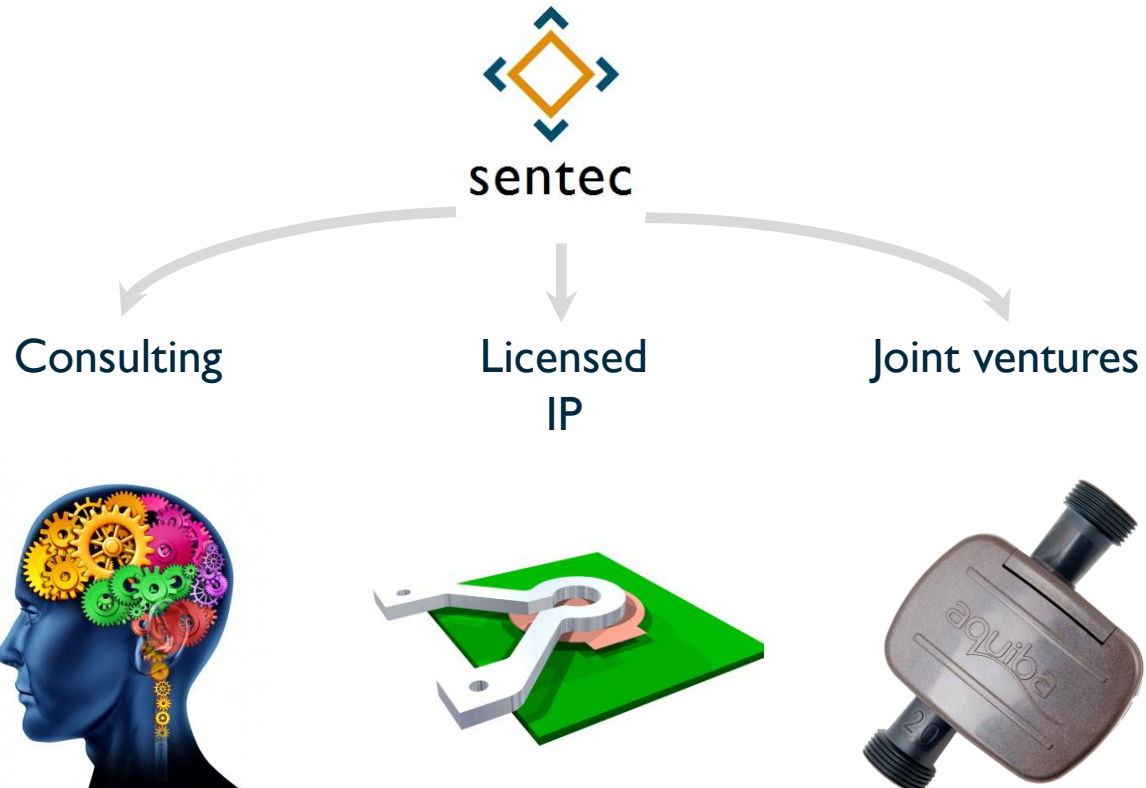 sentec
Consulting
Licensed
IP
Joint ventures
aquiba
20